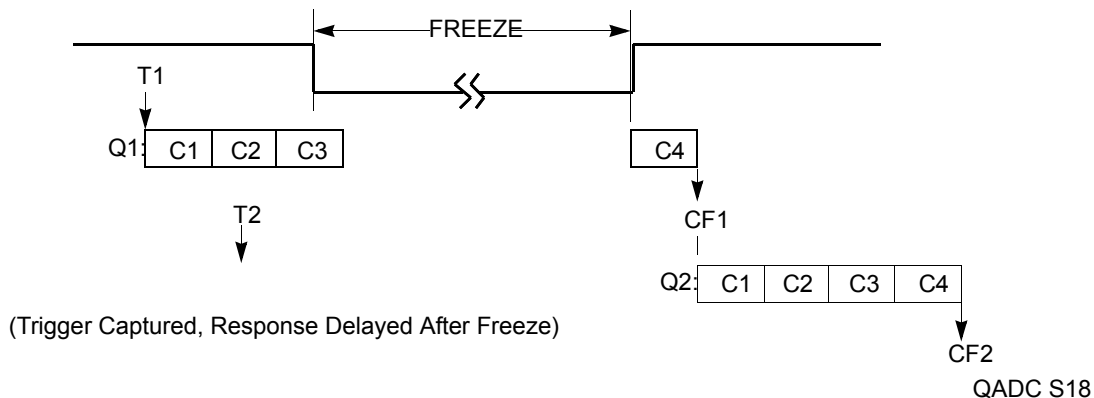 FREEZE
T1
Q1: C1 C2 C3 C4
T2
CF1
Q2: C1 C2 C3 C4
(Trigger Captured, Response Delayed After Freeze)
CF2
QADC S18